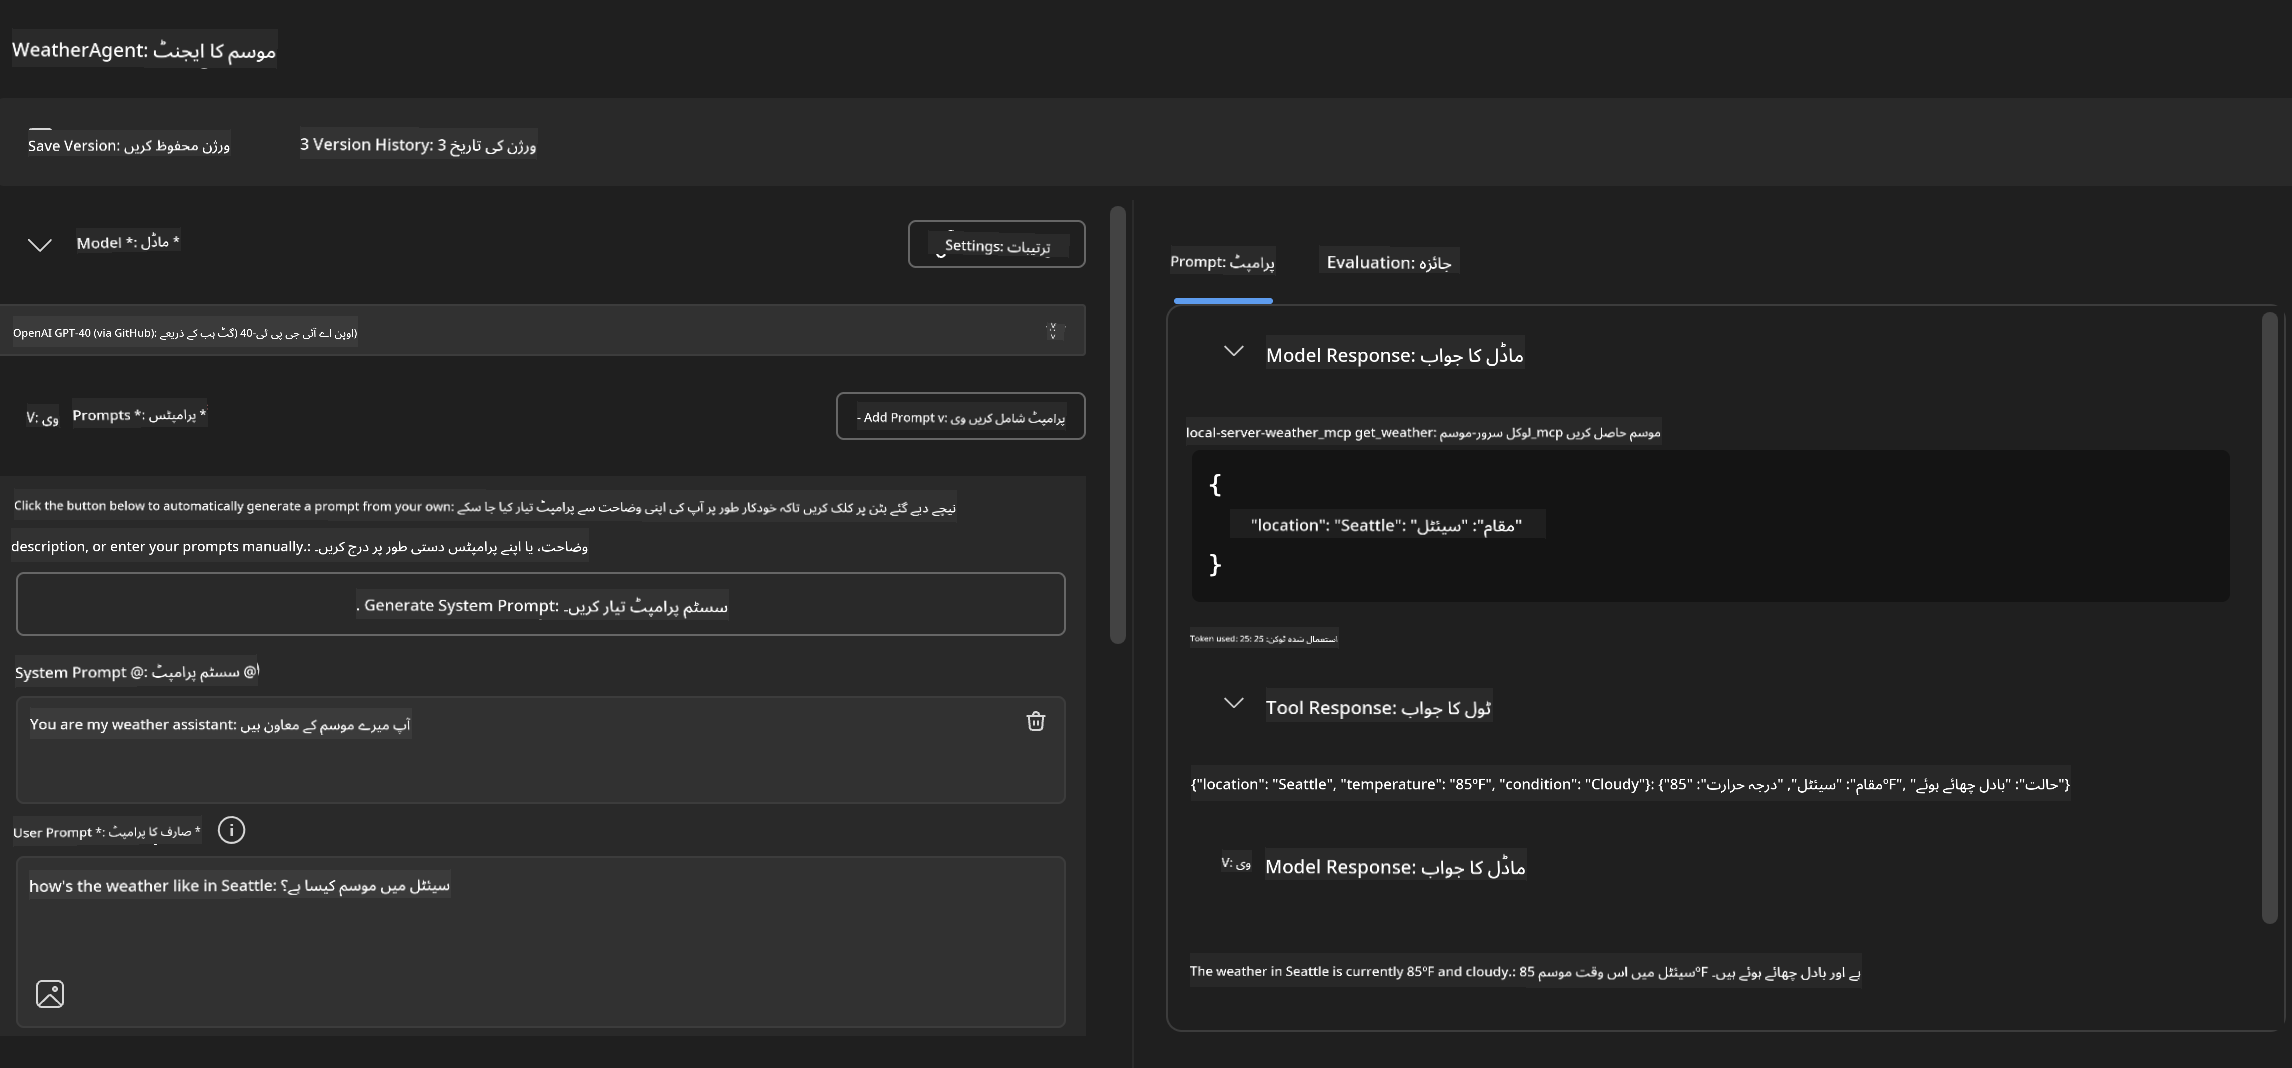 WeatherAgent: موسم کا ایجنٹ
Save Version: ورژن محفوظ کریں
3 Version History: 3 ورژن کی تاریخ
Model *: ماڈل *
Settings: ترتیبات
OpenAI GPT-40 (via GitHub): اوپن اے آئی جی پی ٹی-40 (گٹ ہب کے ذریعے)
V: وی
Prompts *: پرامپٹس *
- Add Prompt v: پرامپٹ شامل کریں وی
Click the button below to automatically generate a prompt from your own: نیچے دیے گئے بٹن پر کلک کریں تاکہ خودکار طور پر آپ کی اپنی وضاحت سے پرامپٹ تیار کیا جا سکے
description, or enter your prompts manually.: وضاحت، یا اپنے پرامپٹس دستی طور پر درج کریں۔
. Generate System Prompt: سسٹم پرامپٹ تیار کریں۔
System Prompt @: سسٹم پرامپٹ @
You are my weather assistant: آپ میرے موسم کے معاون ہیں
User Prompt *: صارف کا پرامپٹ *
how's the weather like in Seattle: سیئٹل میں موسم کیسا ہے؟
Prompt: پرامپٹ
Evaluation: جائزہ
Model Response: ماڈل کا جواب
local-server-weather_mcp get_weather: لوکل سرور-موسم_mcp موسم حاصل کریں
{
"location": "Seattle": "مقام": "سیئٹل"
}
Token used: 25: استعمال شدہ ٹوکن: 25
Tool Response: ٹول کا جواب
{"location": "Seattle", "temperature": "85°F", "condition": "Cloudy"}: {"مقام": "سیئٹل", "درجہ حرارت": "85°F", "حالت": "بادل چھائے ہوئے"}
V: وی
Model Response: ماڈل کا جواب
The weather in Seattle is currently 85°F and cloudy.: سیئٹل میں اس وقت موسم 85°F ہے اور بادل چھائے ہوئے ہیں۔